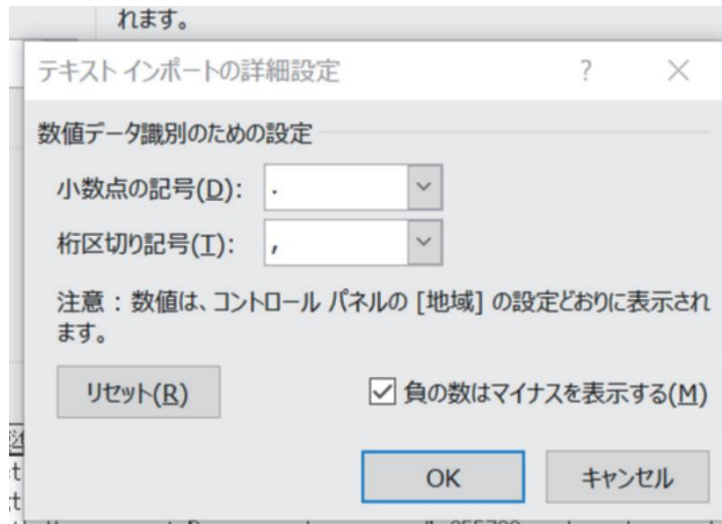 れます。
テキスト インポートの詳細設定 ?
数値データ識別のための設定
小数点の記号(D): .
桁区切り記号(T): ,
注意 : 数値は、コントロール パネルの [地域] の設定どおりに表示され
ます。
リセット(R) 負の数はマイナスを表示する(M)
OK キャンセル